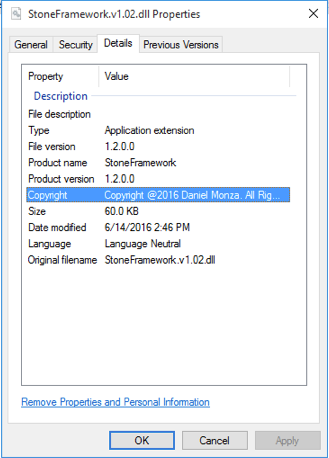 StoneFramework.v1.02.dll Properties
General Security Details Previous Versions
Property Value
Description
File description
Type Application extension
File version 1.2.0.0
Product name StoneFramework
Product version 1.2.0.0
Copyright Copyright @2016 Daniel Monza. All Rig...
Size 60.0 KB
Date modified 6/14/2016 2:46 PM
Language Language Neutral
Original filename StoneFramework.v1.02.dll
Remove Properties and Personal Information
OK Cancel Apply